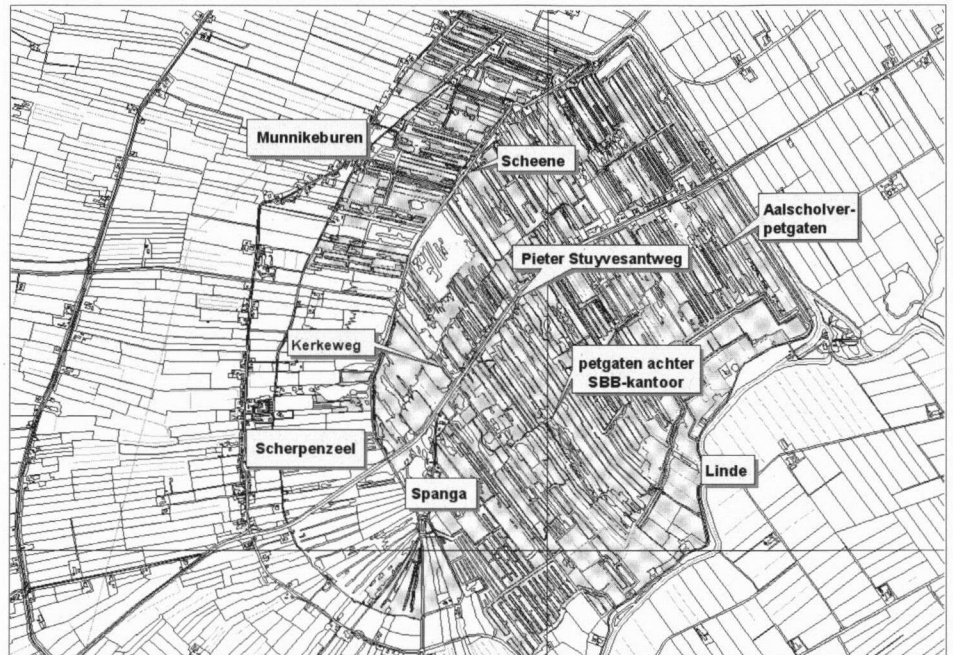 Munnikeburen
Scheene
Aalscholver-
petgaten
Pieter Stuyvesantweg
Kerkeweg
petgaten achter
SBB-kantoor
Scherpenzeel
Linde
Spanga